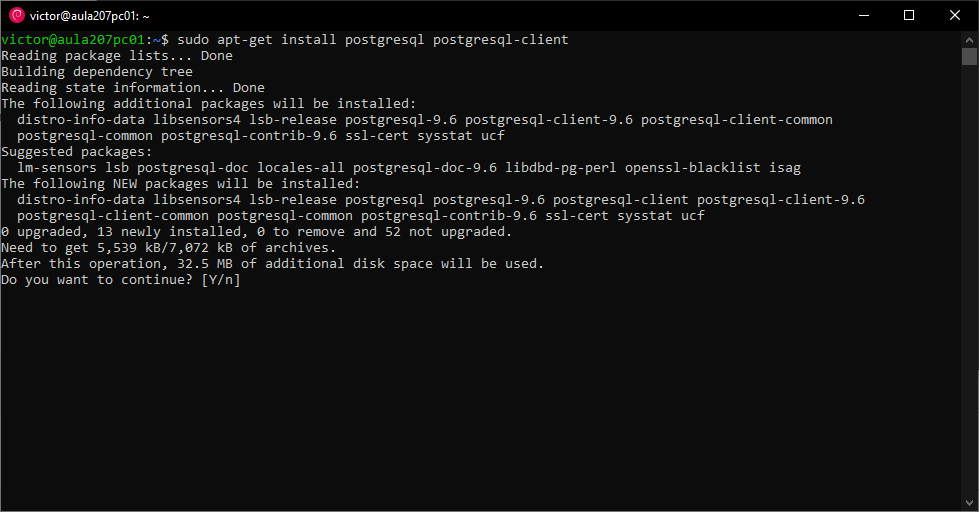 victor@aula207pc01: ~
victor@aula207pc01:~$ sudo apt-get install postgresql postgresql-client
Reading package lists... Done
Building dependency tree
Reading state information... Done
The following additional packages will be installed:
  distro-info-data libsensors4 lsb-release postgresql-9.6 postgresql-client-9.6 postgresql-client-common
  postgresql-common postgresql-contrib-9.6 ssl-cert sysstat ucf
Suggested packages:
  lm-sensors lsb postgresql-doc locales-all postgresql-doc-9.6 libdbd-pg-perl openssl-blacklist isag
The following NEW packages will be installed:
  distro-info-data libsensors4 lsb-release postgresql postgresql-9.6 postgresql-client postgresql-client-9.6
  postgresql-client-common postgresql-common postgresql-contrib-9.6 ssl-cert sysstat ucf
0 upgraded, 13 newly installed, 0 to remove and 52 not upgraded.
Need to get 5,539 kB/7,072 kB of archives.
After this operation, 32.5 MB of additional disk space will be used.
Do you want to continue? [Y/n]